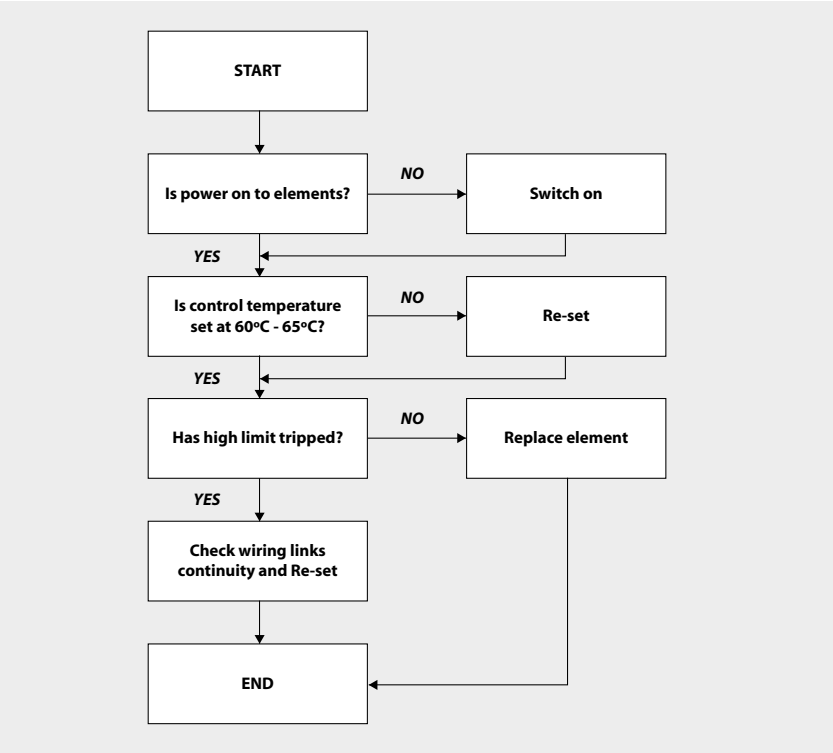 START
Is power on to elements?
NO
Switch on
YES
Is control temperature
set at 60ºC - 65ºC?
NO
Re-set
YES
Has high limit tripped?
NO
Replace element
YES
Check wiring links
continuity and Re-set
END